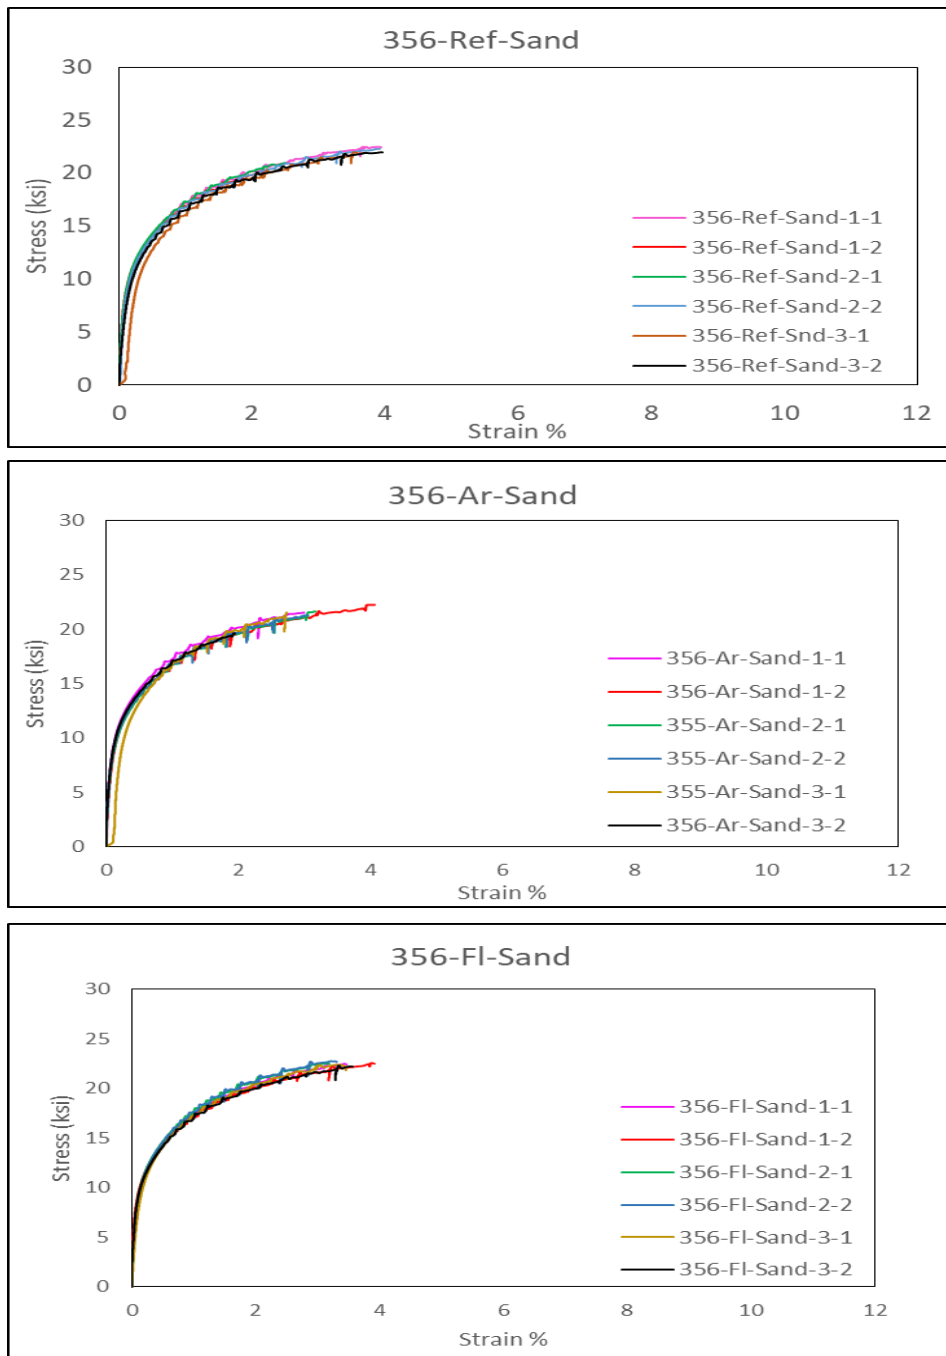 356-Ref-Sand
30
25
20
15
10
5
0
Stress (ksi)
356-Ref-Sand-1-1
356-Ref-Sand-1-2
356-Ref-Sand-2-1
356-Ref-Sand-2-2
356-Ref-Snd-3-1
356-Ref-Sand-3-2
0 2 4 6 8 10 12
Strain %
356-Ar-Sand
30
25
20
15
10
5
0
Stress (ksi)
356-Ar-Sand-1-1
356-Ar-Sand-1-2
355-Ar-Sand-2-1
355-Ar-Sand-2-2
355-Ar-Sand-3-1
356-Ar-Sand-3-2
0 2 4 6 8 10 12
Strain %
356-Fl-Sand
30
25
20
15
10
5
0
Stress (ksi)
356-Fl-Sand-1-1
356-Fl-Sand-1-2
356-Fl-Sand-2-1
356-Fl-Sand-2-2
356-Fl-Sand-3-1
356-Fl-Sand-3-2
0 2 4 6 8 10 12
Strain %